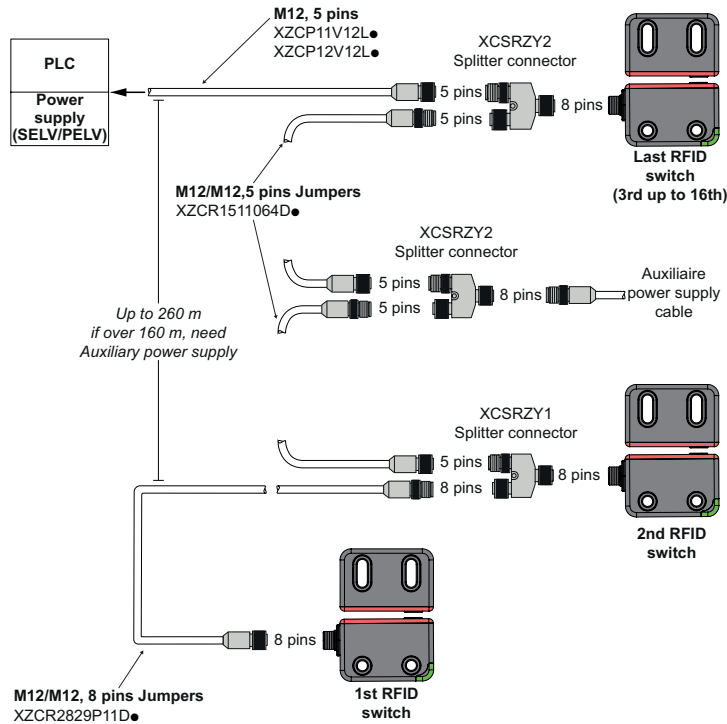 M12, 5 pins
XZCP11V12L●
XZCP12V12L●
XCSRZY2
Splitter connector
PLC
Power
supply
(SELV/PELV)
5 pins
8 pins
5 pins
Last RFID
switch
(3rd up to 16th)
M12/M12,5 pins Jumpers
XZCR1511064D●
XCSRZY2
Splitter connector
5 pins
8 pins
5 pins
Auxiliaire
power supply
cable
Up to 260 m
if over 160 m, need
Auxiliary power supply
XCSRZY1
Splitter connector
5 pins
8 pins
8 pins
2nd RFID
switch
8 pins
1st RFID
switch
M12/M12, 8 pins Jumpers
XZCR2829P11D●